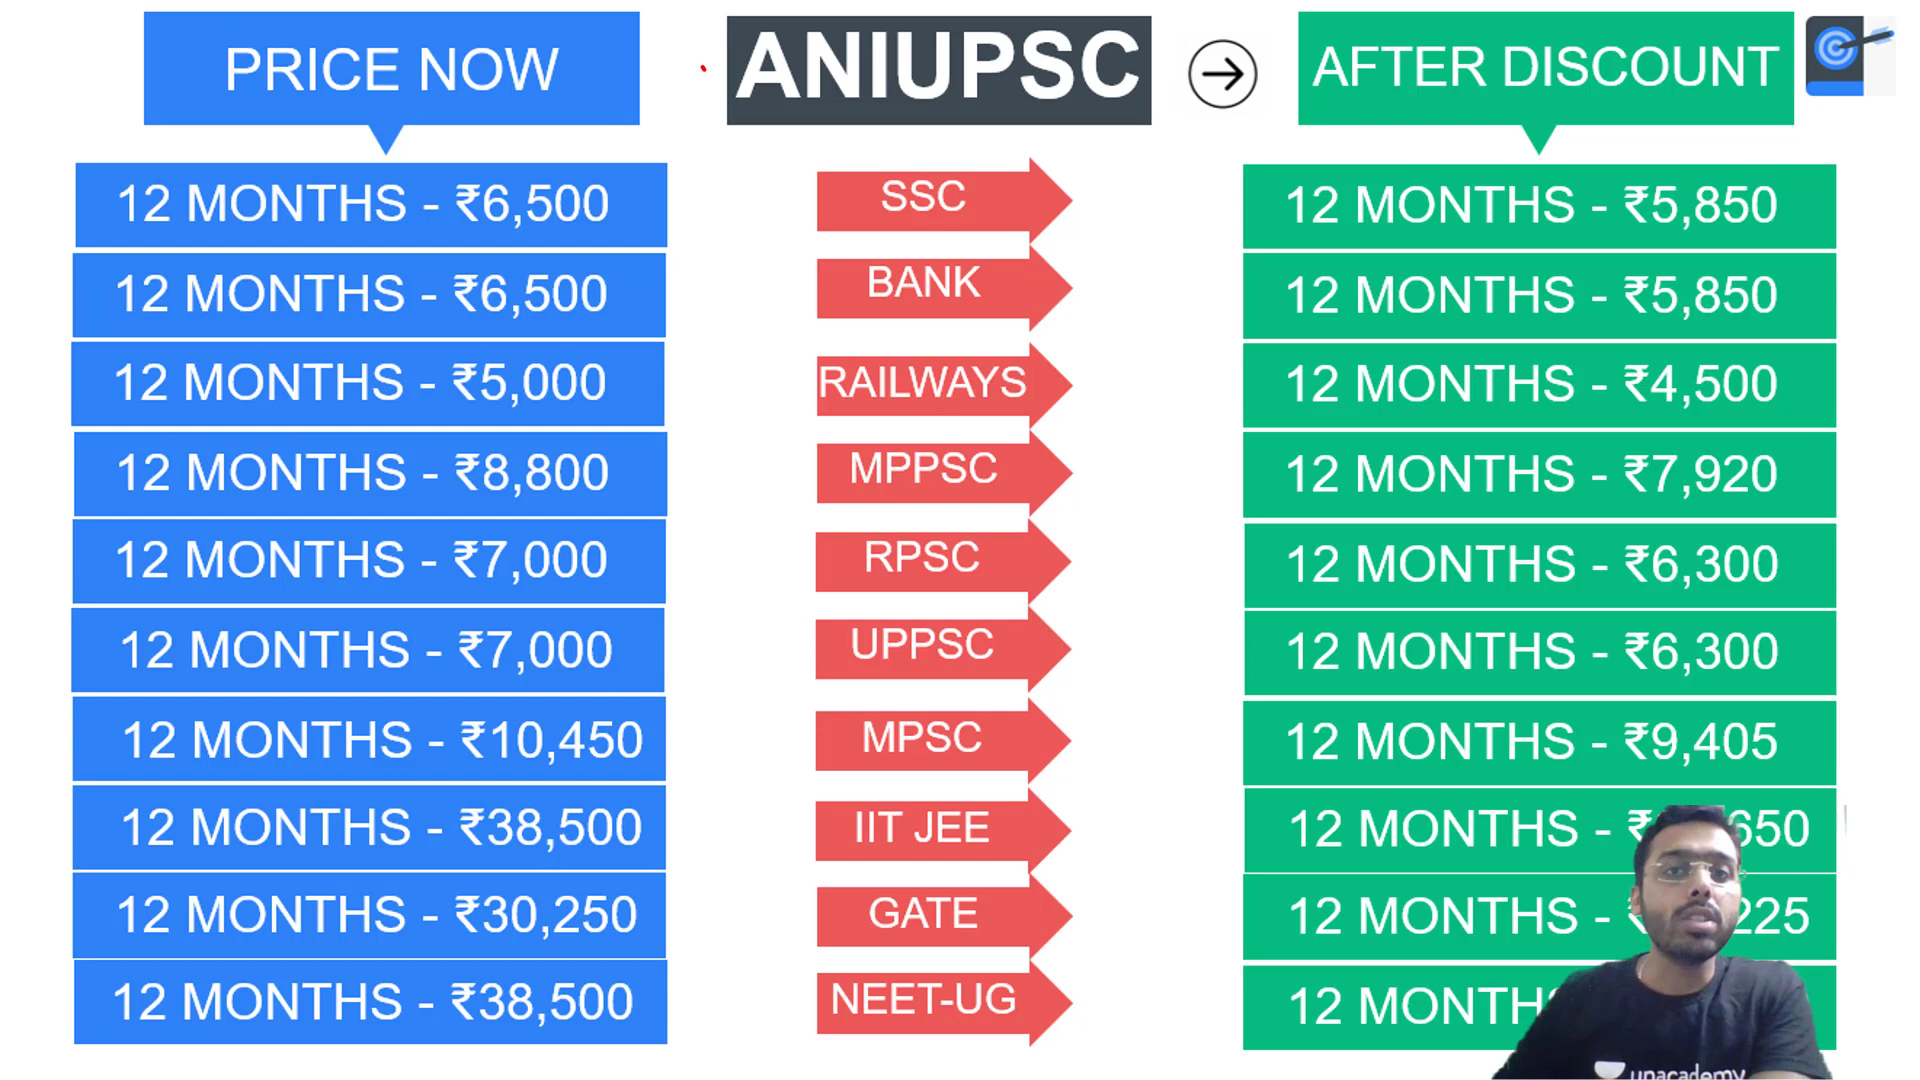 PRICE NOW
ANIUPSC
AFTER DISCOUNT
12 MONTHS - ₹6,500
SSC
12 MONTHS - ₹5,850
12 MONTHS - ₹6,500
BANK
12 MONTHS - ₹5,850
12 MONTHS - ₹5,000
RAILWAYS
12 MONTHS - ₹4,500
12 MONTHS - ₹8,800
MPPSC
12 MONTHS - ₹7,920
12 MONTHS - ₹7,000
RPSC
12 MONTHS - ₹6,300
12 MONTHS - ₹7,000
UPPSC
12 MONTHS - ₹6,300
12 MONTHS - ₹10,450
MPSC
12 MONTHS - ₹9,405
12 MONTHS - ₹38,500
IIT JEE
12 MONTHS -
12 MONTHS - ₹30,250
GATE
12 MONTHS -
12 MONTHS - ₹38,500
NEET-UG
12
unacademy